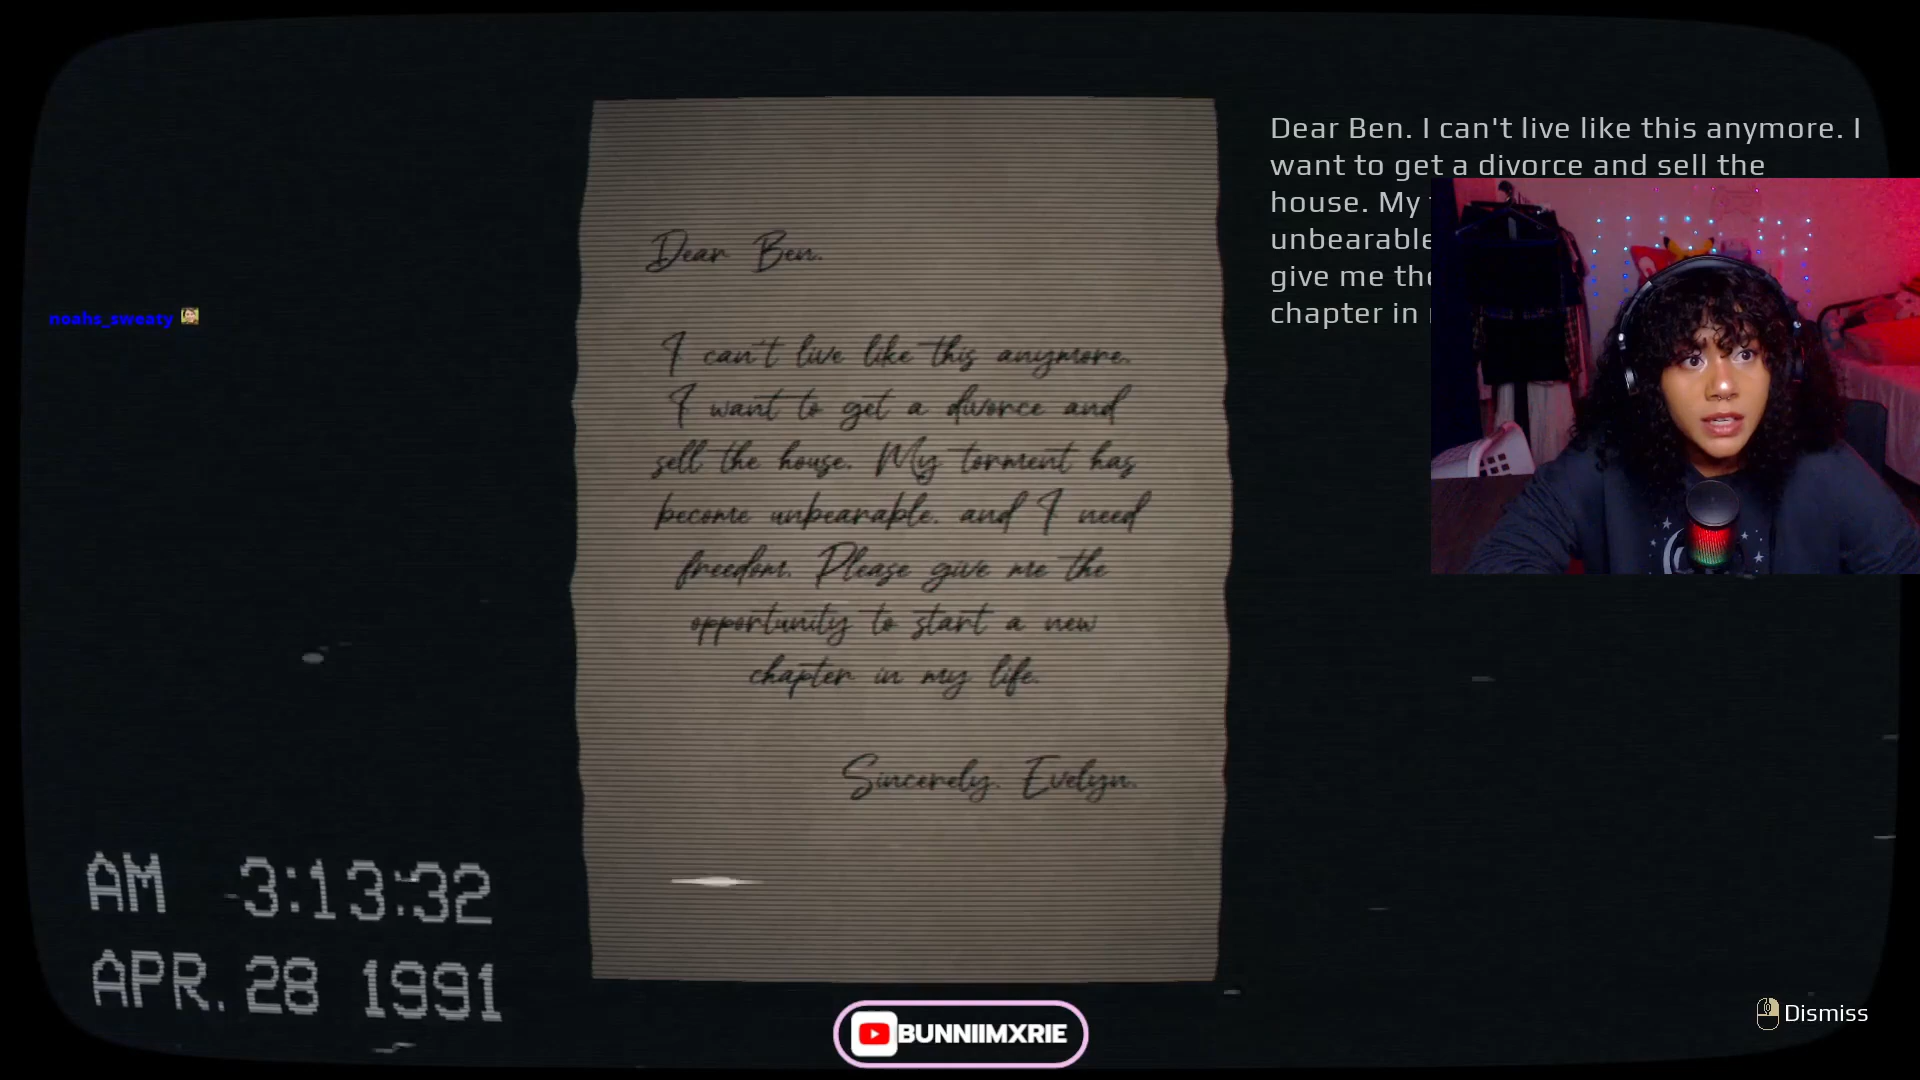 Dear Ben.
I can't live like this anymore.
I want to get a divorce and
sell the house. My torment has
become unbearable. and I need
freedom. Please give me the
opportunity to start a new
chapter in my life.
Sincerely. Evelyn.
Dear Ben. I can't live like this anymore. I
want to get a divorce and sell the
house. My
unbearable
give me the
chapter in
noahs_sweaty
AM 3:13:32
APR. 28 1991
BUNNIIMXRIE
Dismiss